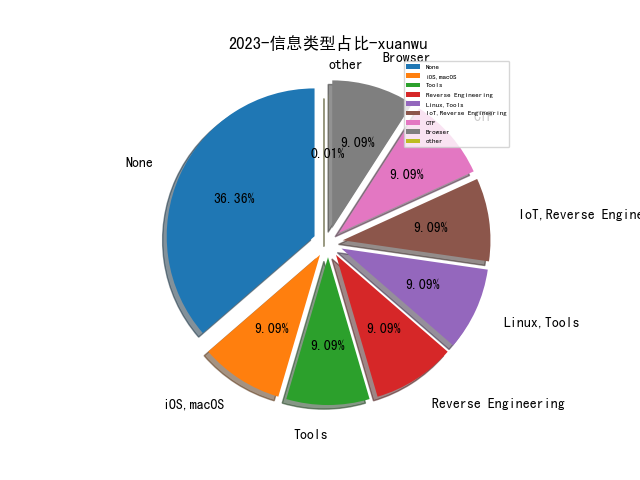 2023-信息类型占比-xuanwu
other
Browser
None
iOS,macOS
Tools
Reverse Engineering
Linux,Tools
IoT,Reverse Engineering
CTF
Browser
other
CTF
None
36.36%
0.01%
9.09%
9.09%
9.09%
9.09%
9.09%
9.09%
9.09%
IoT,Reverse Engine
Linux,Tools
iOS,macOS
Reverse Engineering
Tools